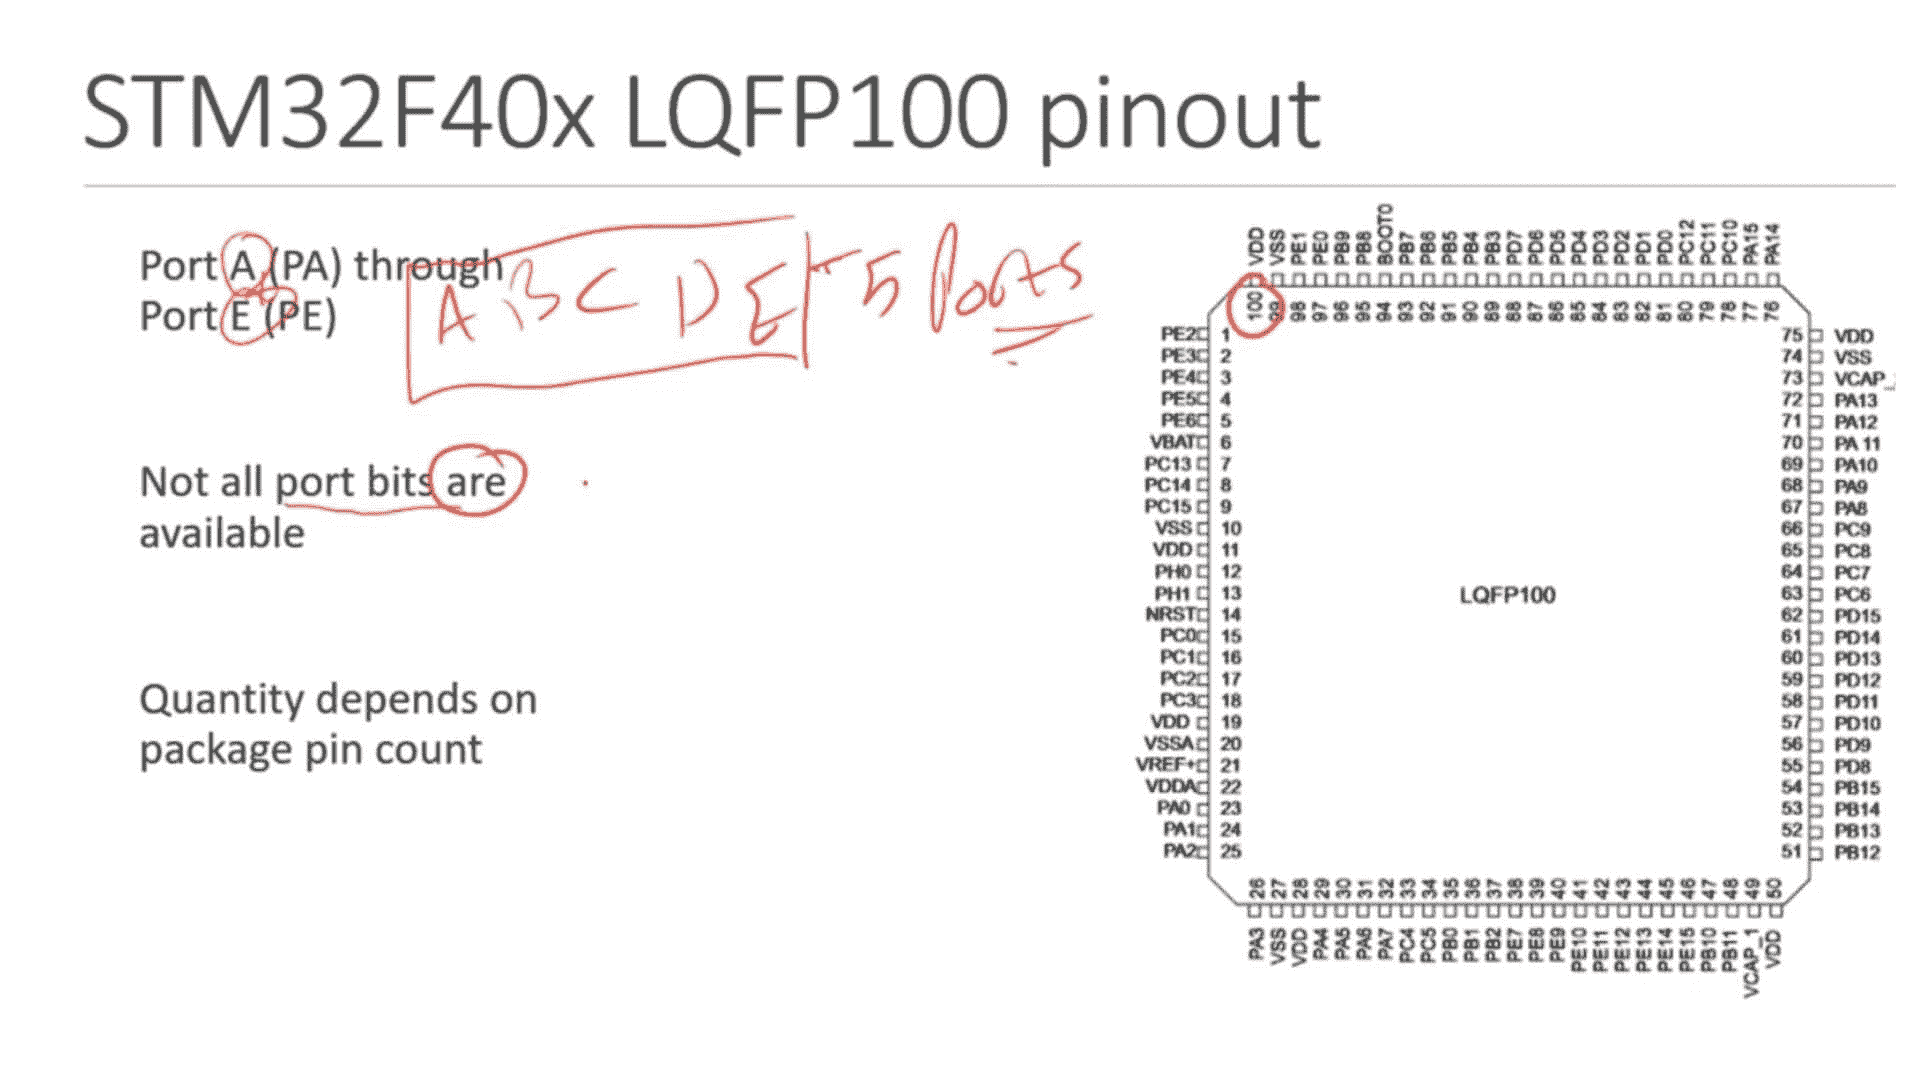 STM32F40x LQFP100 pinout
Port A (PA) through
Port E (PE)
A B C D E 5 Ports
Not all port bits are
available
Quantity depends on
package pin count
VDD VSS PE1 PE0 PB9 PB8 BOOT0 PB7 PB6 PB5 PB4 PB3 PD7 PD6 PD5 PD4 PD3 PD2 PD1 PD0 PC12 PC11 PC10 PA15 PA14
100 99 98 97 96 95 94 93 92 91 90 89 88 87 86 85 84 83 82 81 80 79 78 77 76
PE2 1
PE3 2
PE4 3
PE5 4
PE6 5
VBAT 6
PC13 7
PC14 8
PC15 9
VSS 10
VDD 11
PH0 12
PH1 13
NRST 14
PC0 15
PC1 16
PC2 17
PC3 18
VDD 19
VSSA 20
VREF+ 21
VDDA 22
PA0 23
PA1 24
PA2 25
LQFP100
75 VDD
74 VSS
73 VCAP_
72 PA13
71 PA12
70 PA 11
69 PA10
68 PA9
67 PA8
66 PC9
65 PC8
64 PC7
63 PC6
62 PD15
61 PD14
60 PD13
59 PD12
58 PD11
57 PD10
56 PD9
55 PD8
54 PB15
53 PB14
52 PB13
51 PB12
26 27 28 29 30 31 32 33 34 35 36 37 38 39 40 41 42 43 44 45 46 47 48 49 50
PA3 VSS VDD PA4 PA5 PA6 PA7 PC4 PC5 PB0 PB1 PB2 PE7 PE8 PE9 PE10 PE11 PE12 PE13 PE14 PE15 PB10 PB11 VCAP_1 VDD